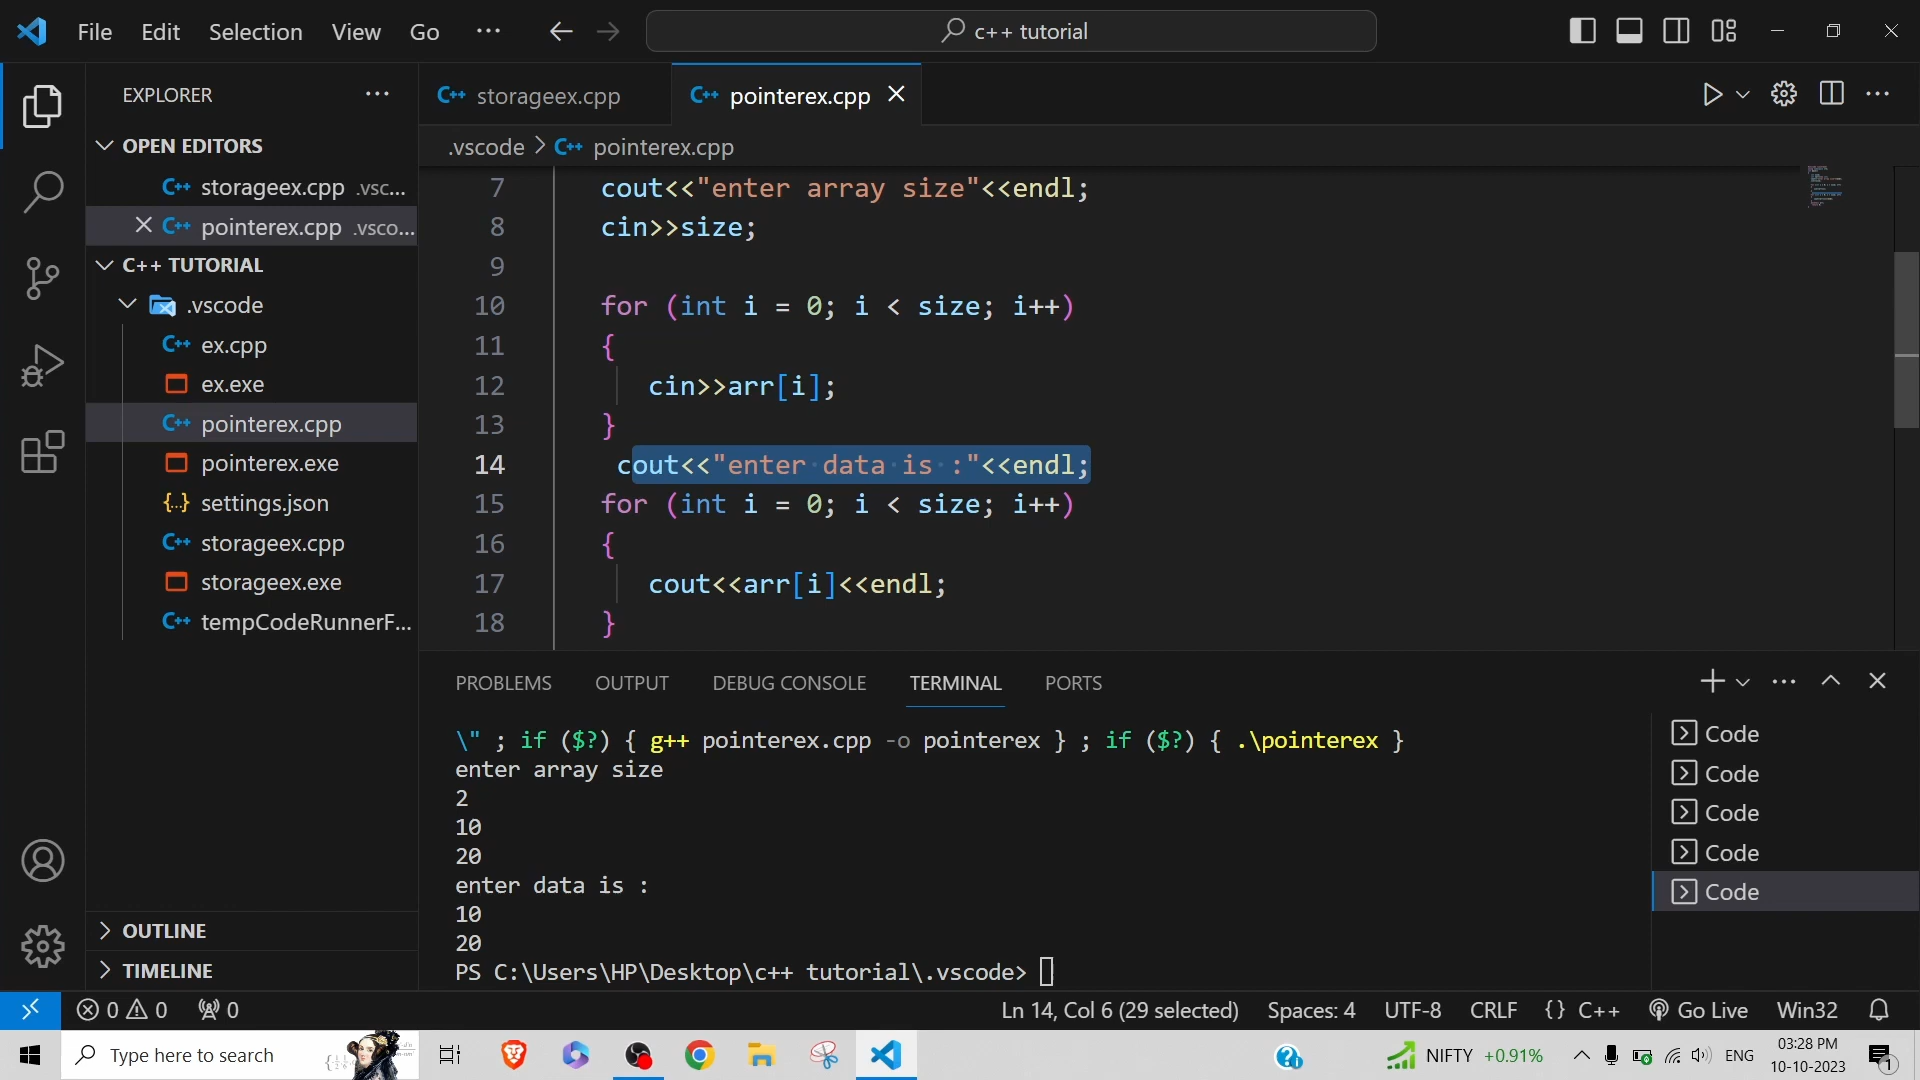 File Edit Selection View Go ··· c++ tutorial
EXPLORER ···
OPEN EDITORS
C++ storageex.cpp .vsc...
C++ pointerex.cpp .vsco...
C++ TUTORIAL
.vscode
C++ ex.cpp
ex.exe
C++ pointerex.cpp
pointerex.exe
{..} settings.json
C++ storageex.cpp
storageex.exe
C++ tempCodeRunnerF...
OUTLINE
TIMELINE
C++ storageex.cpp C++ pointerex.cpp
.vscode > C++ pointerex.cpp
7 cout<<"enter array size"<<endl;
8 cin>>size;
9
10 for (int i = 0; i < size; i++)
11 {
12 cin>>arr[i];
13 }
14 cout<<"enter data is :"<<endl;
15 for (int i = 0; i < size; i++)
16 {
17 cout<<arr[i]<<endl;
18 }
PROBLEMS OUTPUT DEBUG CONSOLE TERMINAL PORTS
\" ; if ($?) { g++ pointerex.cpp -o pointerex } ; if ($?) { .\pointerex }
enter array size
2
10
20
enter data is :
10
20
PS C:\Users\HP\Desktop\c++ tutorial\.vscode>
Code
Code
Code
Code
Code
0 0 0 Ln 14, Col 6 (29 selected) Spaces: 4 UTF-8 CRLF {} C++ Go Live Win32
Type here to search NIFTY +0.91% ENG 03:28 PM
10-10-2023 1